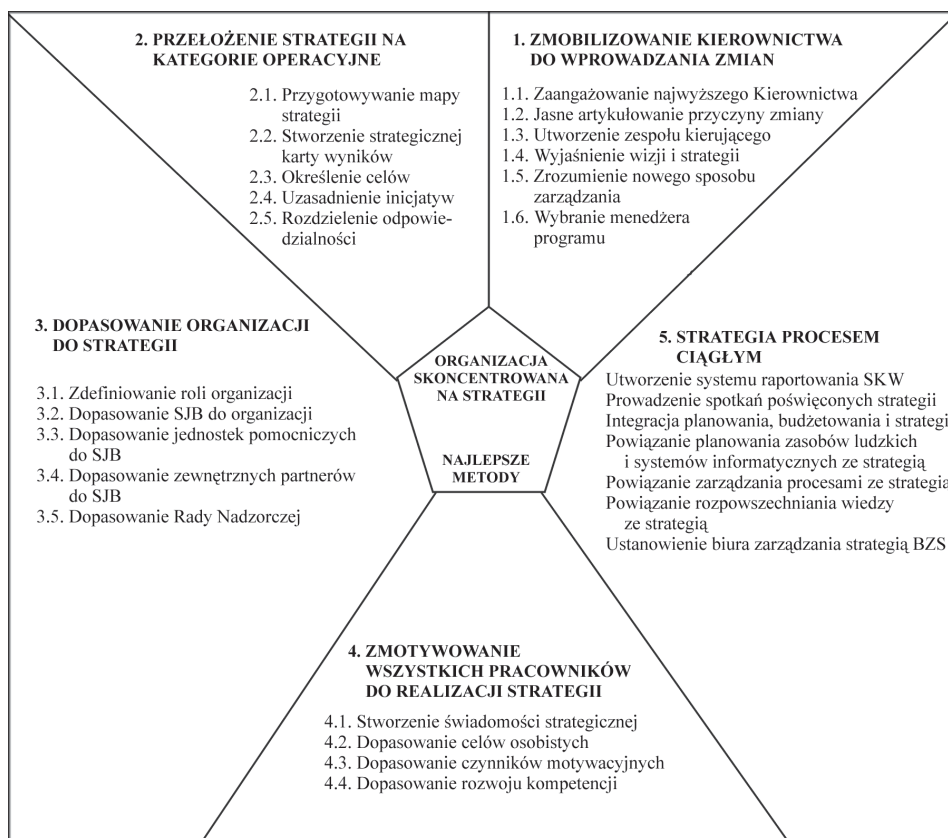 2. PRZEŁOŻENIE STRATEGII NA
KATEGORIE OPERACYJNE
2.1. Przygotowywanie mapy
strategii
2.2. Stworzenie strategicznej
karty wyników
2.3. Określenie celów
2.4. Uzasadnienie inicjatyw
2.5. Rozdzielenie odpowie-
dzialności
1. ZMOBILIZOWANIE KIEROWNICTWA
DO WPROWADZANIA ZMIAN
1.1. Zaangażowanie najwyższego Kierownictwa
1.2. Jasne artykułowanie przyczyny zmiany
1.3. Utworzenie zespołu kierującego
1.4. Wyjaśnienie wizji i strategii
1.5. Zrozumienie nowego sposobu
zarządzania
1.6. Wybranie menedżera
programu
3. DOPASOWANIE ORGANIZACJI
DO STRATEGII
3.1. Zdefiniowanie roli organizacji
3.2. Dopasowanie SJB do organizacji
3.3. Dopasowanie jednostek pomocniczych
do SJB
3.4. Dopasowanie zewnętrznych partnerów
do SJB
3.5. Dopasowanie Rady Nadzorczej
ORGANIZACJA
SKONCENTROWANA
NA STRATEGII
NAJLEPSZE
METODY
5. STRATEGIA PROCESEM
CIĄGŁYM
Utworzenie systemu raportowania SKW
Prowadzenie spotkań poświęconych strategii
Integracja planowania, budżetowania i strategi
Powiązanie planowania zasobów ludzkich
i systemów informatycznych ze strategią
Powiązanie zarządzania procesami ze strategia
Powiązanie rozpowszechniania wiedzy
ze strategią
Ustanowienie biura zarządzania strategią BZS
4. ZMOTYWOWANIE
WSZYSTKICH PRACOWNIKÓW
DO REALIZACJI STRATEGII
4.1. Stworzenie świadomości strategicznej
4.2. Dopasowanie celów osobistych
4.3. Dopasowanie czynników motywacyjnych
4.4. Dopasowanie rozwoju kompetencji